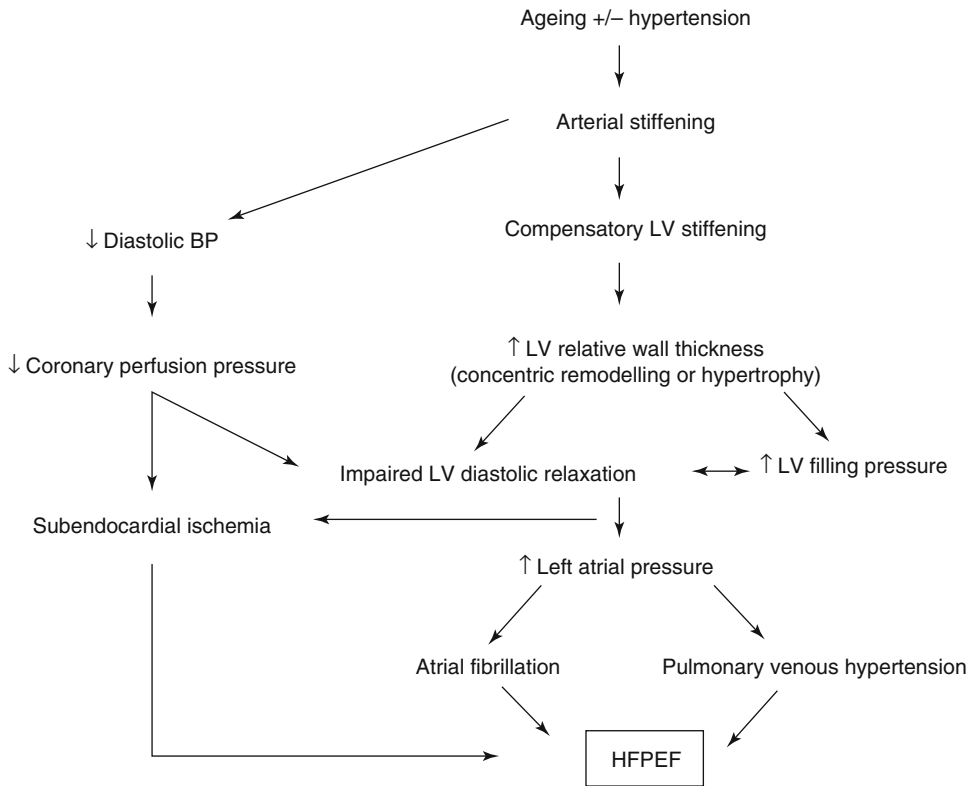 Ageing +/– hypertension
Arterial stiffening
Compensatory LV stiffening
↓ Diastolic BP
↑ LV relative wall thickness
(concentric remodelling or hypertrophy)
↓ Coronary perfusion pressure
Impaired LV diastolic relaxation
↑ LV filling pressure
Subendocardial ischemia
↑ Left atrial pressure
Atrial fibrillation
Pulmonary venous hypertension
HFPEF